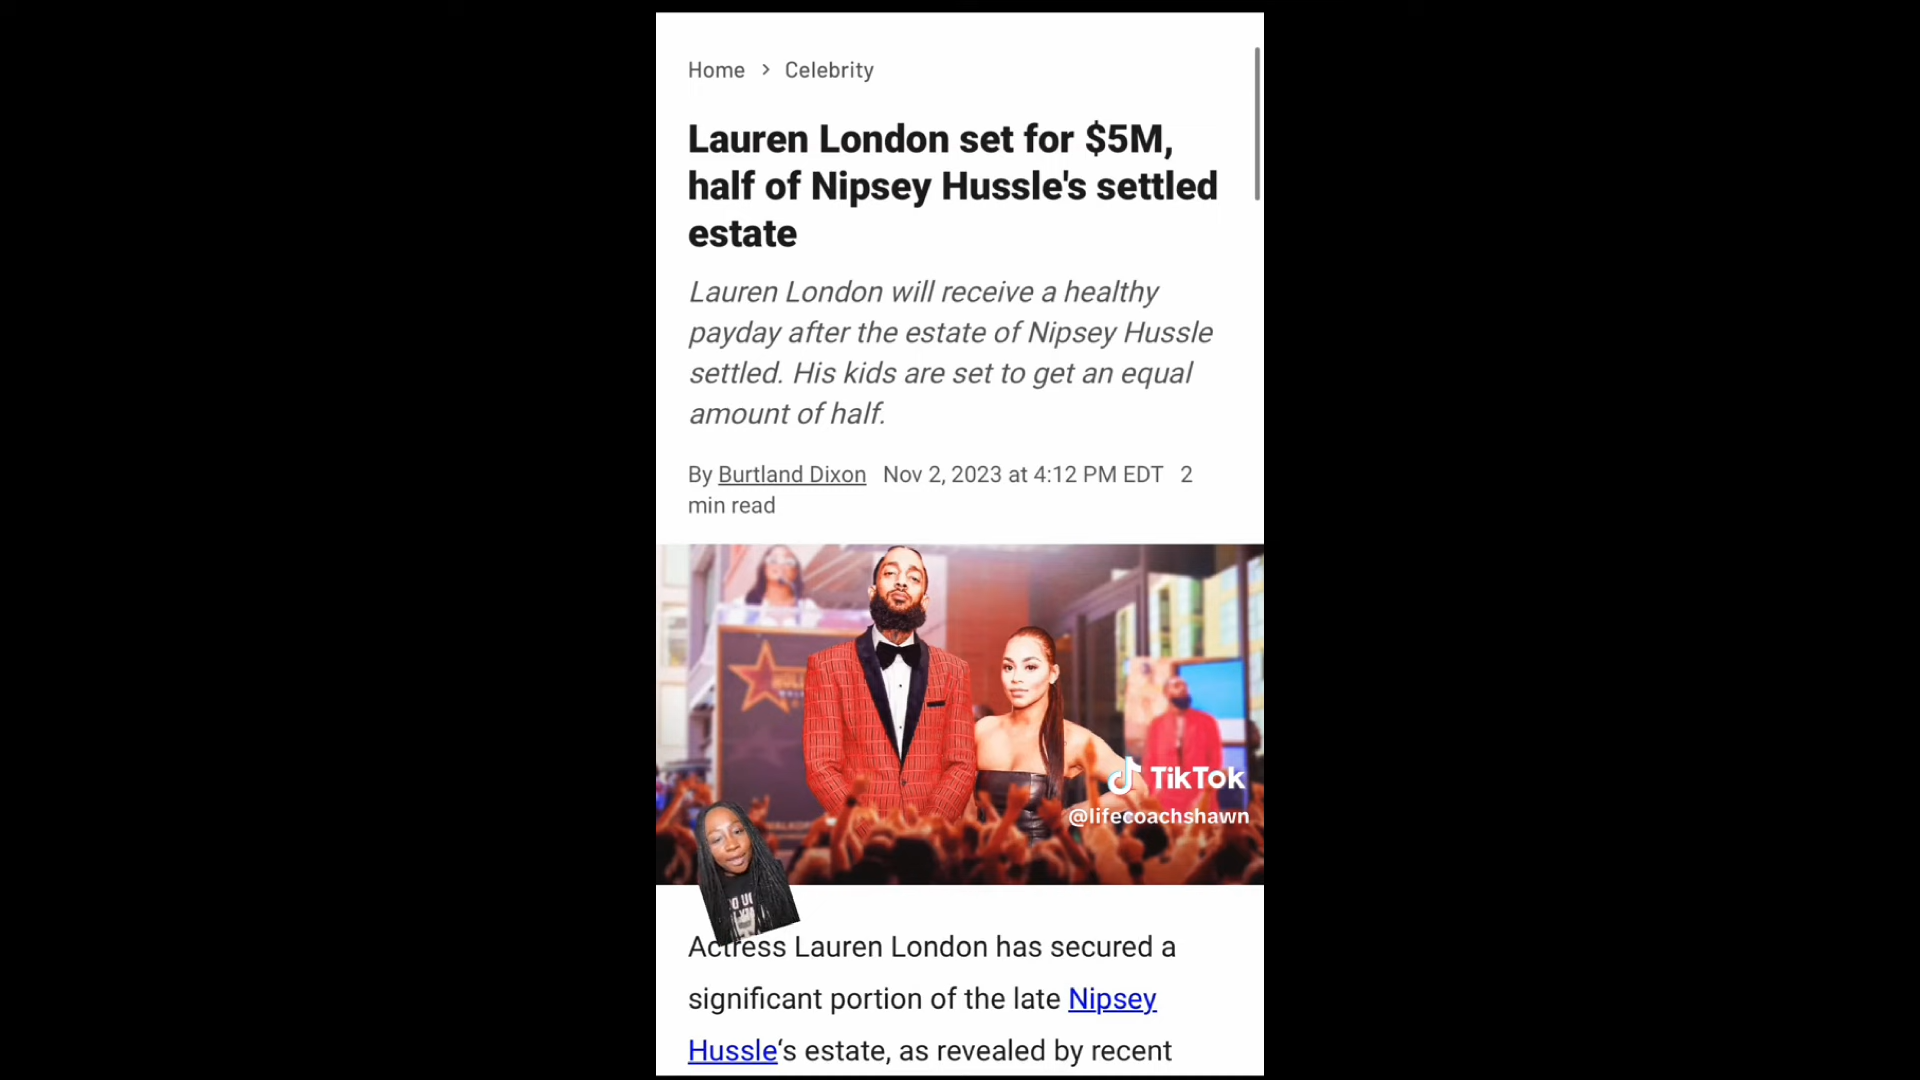 Home > Celebrity
Lauren London set for $5M,
half of Nipsey Hussle's settled
estate
Lauren London will receive a healthy
payday after the estate of Nipsey Hussle
settled. His kids are set to get an equal
amount of half.
By Burtland Dixon Nov 2, 2023 at 4:12 PM EDT 2
min read
TikTok
@lifecoachshawn
Actress Lauren London has secured a
significant portion of the late Nipsey
Hussle‘s estate, as revealed by recent